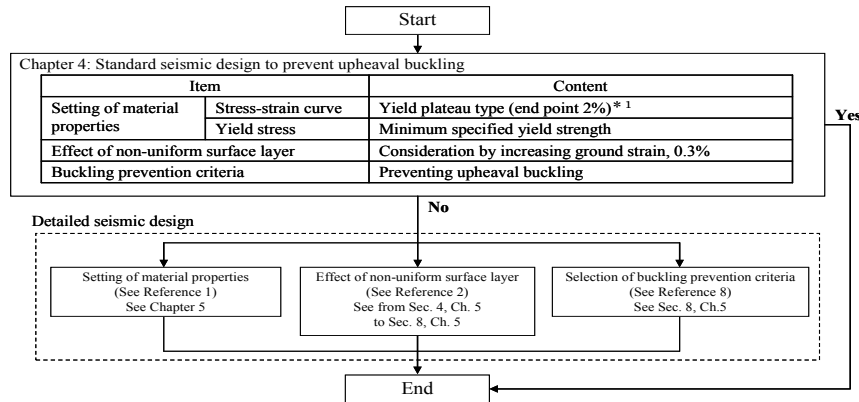 Start
Chapter 4: Standard seismic design to prevent upheaval buckling
Item Content
Setting of material properties Stress-strain curve Yield plateau type (end point 2%)* 1
Yield stress Minimum specified yield strength
Effect of non-uniform surface layer Consideration by increasing ground strain, 0.3%
Buckling prevention criteria Preventing upheaval buckling
Yes
No
Detailed seismic design
Setting of material properties
(See Reference 1)
See Chapter 5
Effect of non-uniform surface layer
(See Reference 2)
See from Sec. 4, Ch. 5
to Sec. 8, Ch. 5
Selection of buckling prevention criteria
(See Reference 8)
See Sec. 8, Ch.5
End